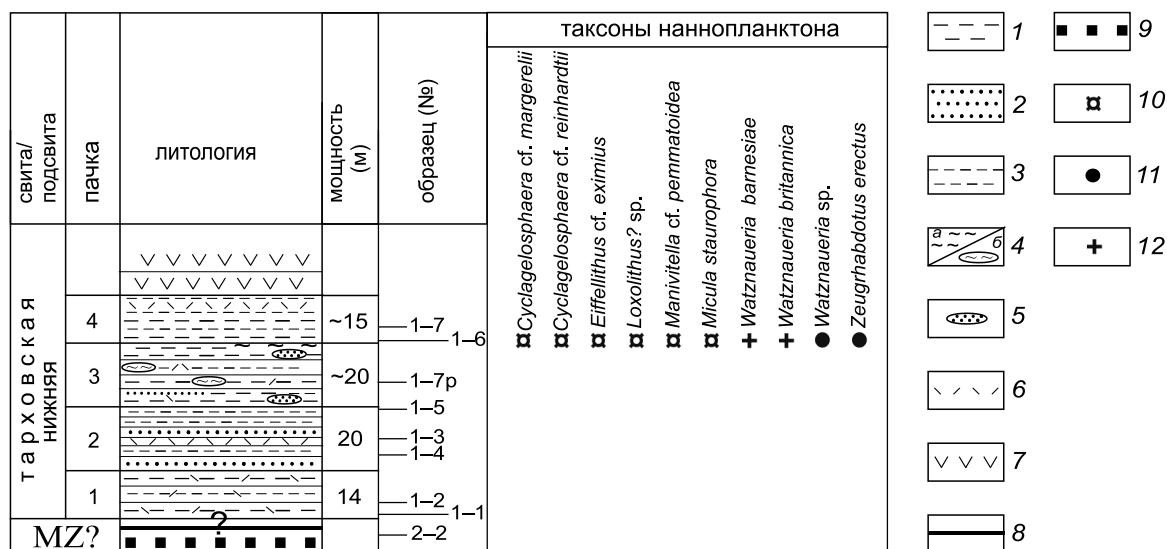 свита/
подсвита
пачка
литология
мощность
(м)
образец (№)
таксоны наннопланктона
Cyclagelosphaera cf. margerelii
Cyclagelosphaera cf. reinhardtii
Eiffellithus cf. eximius
Loxolithus? sp.
Manivitella cf. pemmatoidea
Micula staurophora
Watznaueria barnesiae
Watznaueria britannica
Watznaueria sp.
Zeugrhabdotus erectus
тарховская
нижняя
4
~15
1–7
1–6
3
~20
1–7р
1–5
2
20
1–3
1–4
1
14
1–2
1–1
MZ?
?
2–2
1
2
3
а
б
4
5
6
7
8
9
10
11
12